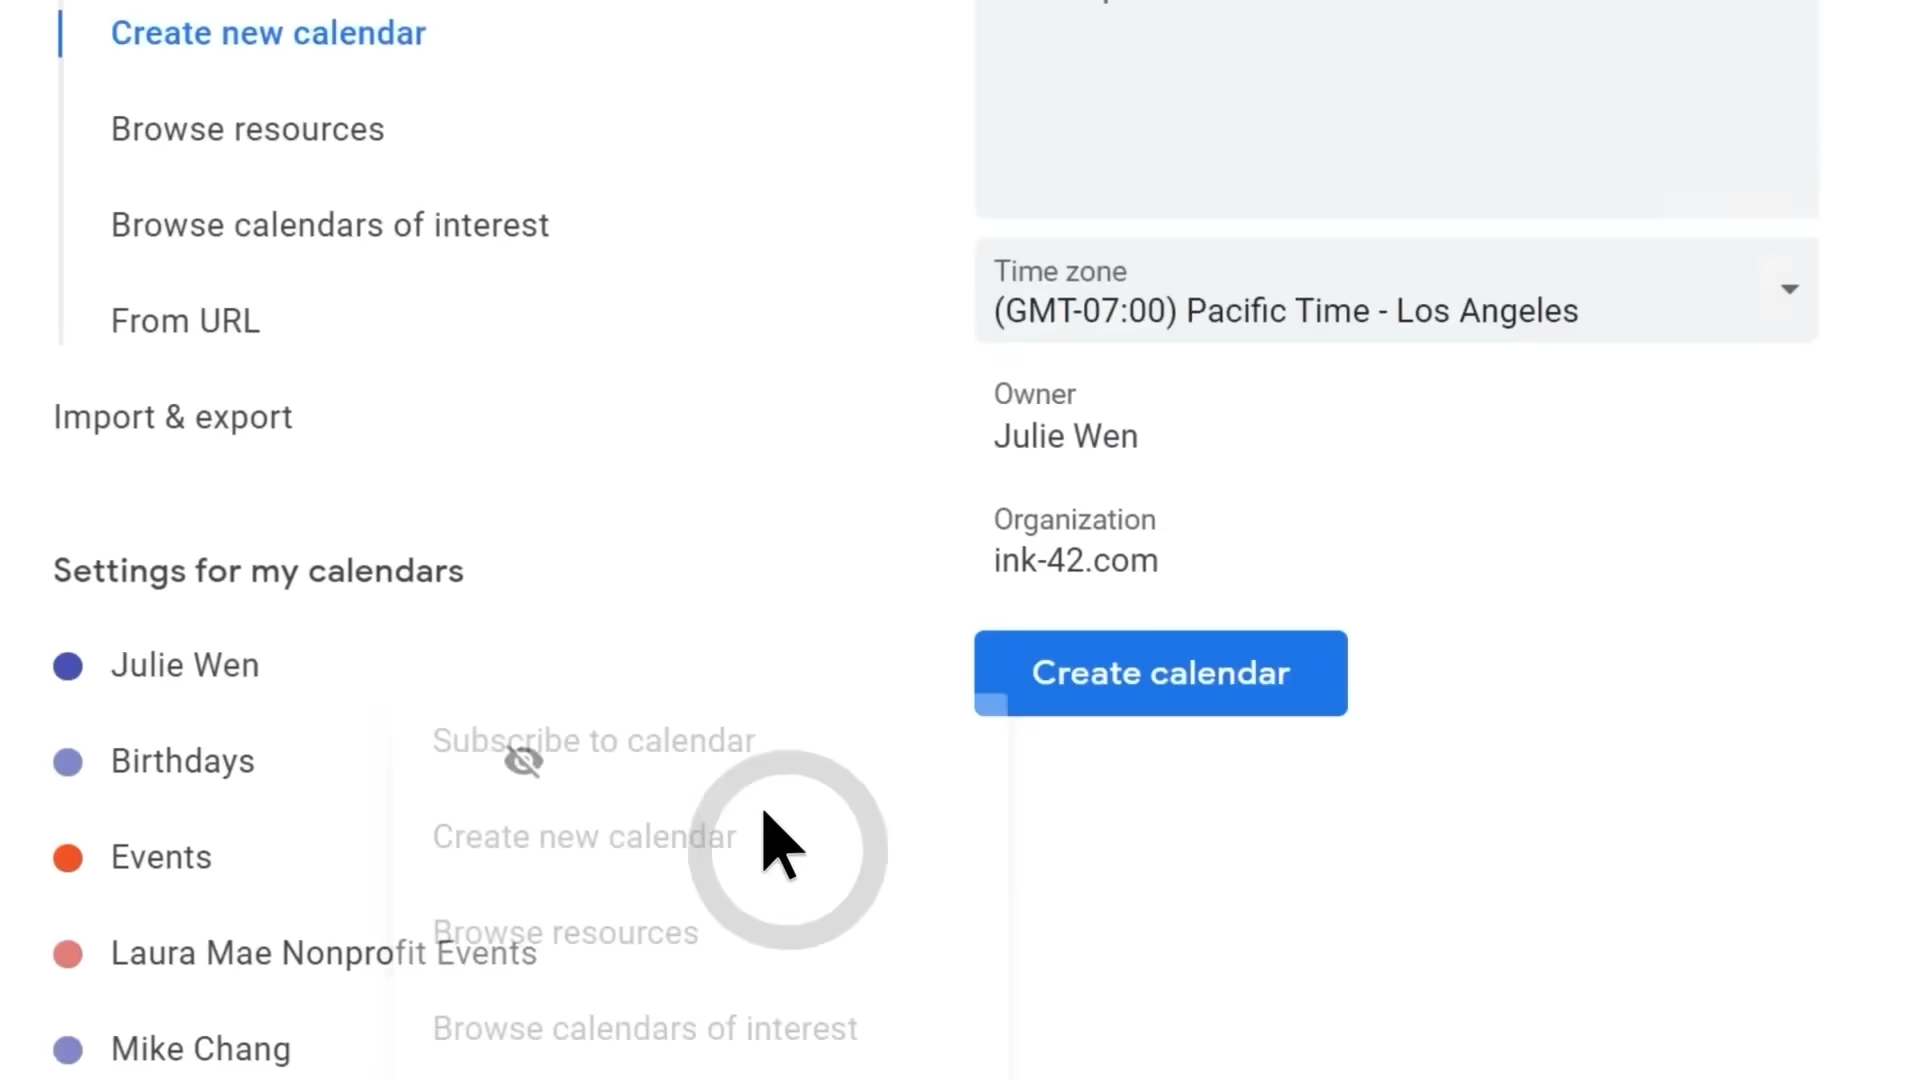 Create new calendar
Browse resources
Browse calendars of interest
From URL
Import & export
Settings for my calendars
Julie Wen
Birthdays
Events
Laura Mae Nonprofit Events
Mike Chang
Subscribe to calendar
Create new calendar
Browse resources
Browse calendars of interest
Time zone
(GMT-07:00) Pacific Time - Los Angeles
Owner
Julie Wen
Organization
ink-42.com
Create calendar